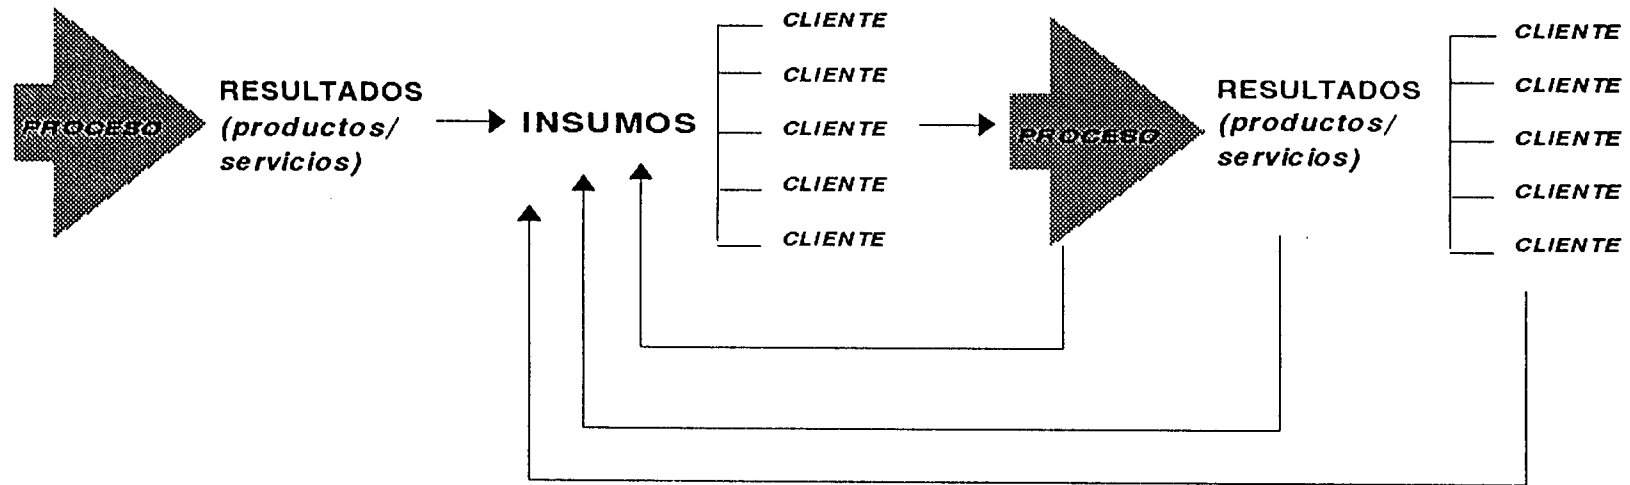 PROCESO
RESULTADOS
(productos/
servicios)
INSUMOS
CLIENTE
CLIENTE
CLIENTE
CLIENTE
CLIENTE
PROCESO
RESULTADOS
(productos/
servicios)
CLIENTE
CLIENTE
CLIENTE
CLIENTE
CLIENTE